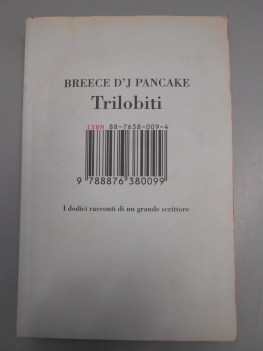 BREECE D'J PANCAKE
Trilobiti
ISBN 88-7638-009-4
9 788876 380099
I dodici racconti di un grande scrittore